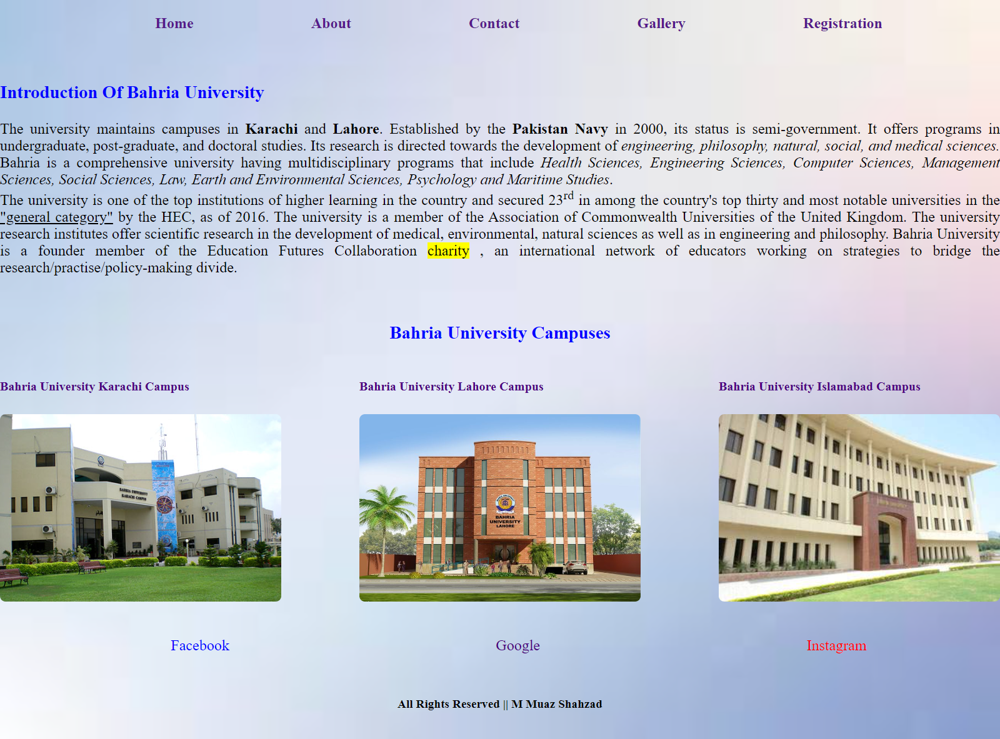 Home About Contact Gallery Registration
Introduction Of Bahria University
The university maintains campuses in Karachi and Lahore. Established by the Pakistan Navy in 2000, its status is semi-government. It offers programs in
undergraduate, post-graduate, and doctoral studies. Its research is directed towards the development of engineering, philosophy, natural, social, and medical sciences.
Bahria is a comprehensive university having multidisciplinary programs that include Health Sciences, Engineering Sciences, Computer Sciences, Management
Sciences, Social Sciences, Law, Earth and Environmental Sciences, Psychology and Maritime Studies.
The university is one of the top institutions of higher learning in the country and secured 23rd in among the country's top thirty and most notable universities in the
"general category" by the HEC, as of 2016. The university is a member of the Association of Commonwealth Universities of the United Kingdom. The university
research institutes offer scientific research in the development of medical, environmental, natural sciences as well as in engineering and philosophy. Bahria University
is a founder member of the Education Futures Collaboration charity , an international network of educators working on strategies to bridge the
research/practise/policy-making divide.
Bahria University Campuses
Bahria University Karachi Campus
Bahria University Lahore Campus
Bahria University Islamabad Campus
BAHRIA UNIVERSITY
KARACHI CAMPUS
BAHRIA
UNIVERSITY
LAHORE
Facebook Google Instagram
All Rights Reserved || M Muaz Shahzad